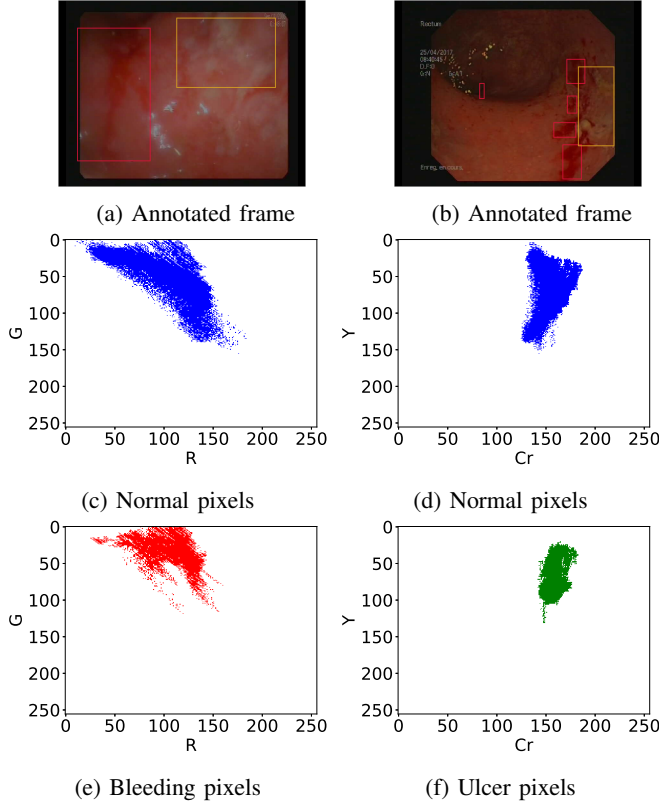 Rectum
25/04/2017
(a) Annotated frame
(b) Annotated frame
0
50
100
150
200
250
G
0 50 100 150 200 250
R
(c) Normal pixels
0
50
100
150
200
250
Y
0 50 100 150 200 250
Cr
(d) Normal pixels
0
50
100
150
200
250
G
0 50 100 150 200 250
R
(e) Bleeding pixels
0
50
100
150
200
250
Y
0 50 100 150 200 250
Cr
(f) Ulcer pixels